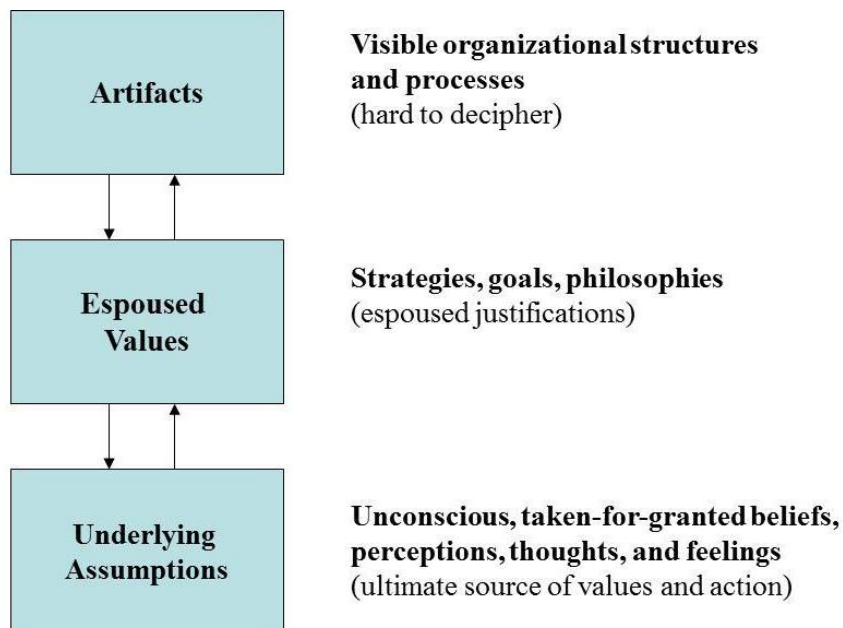 Artifacts
Visible organizational structures
and processes
(hard to decipher)
Espoused
Values
Strategies, goals, philosophies
(espoused justifications)
Underlying
Assumptions
Unconscious, taken-for-granted beliefs,
perceptions, thoughts, and feelings
(ultimate source of values and action)